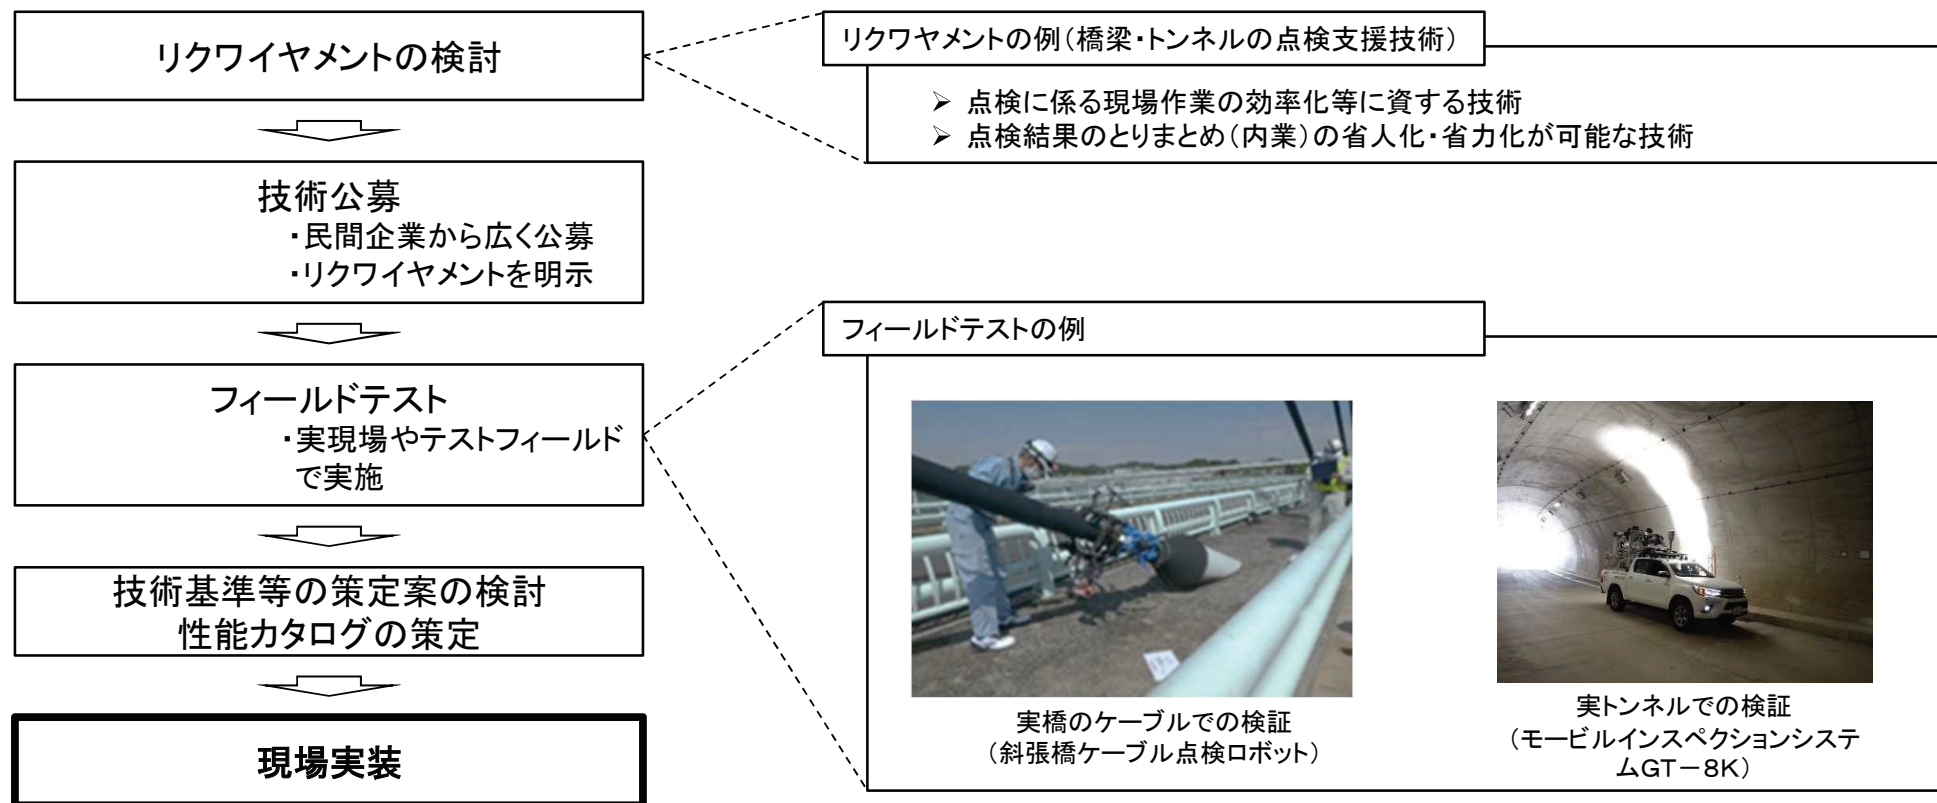 リクワイヤメントの検討
技術公募
・民間企業から広く公募
・リクワイヤメントを明示
フィールドテスト
・実現場やテストフィールド
で実施
技術基準等の策定案の検討
性能カタログの策定
現場実装
リクワヤメントの例（橋梁・トンネルの点検支援技術）
➢ 点検に係る現場作業の効率化等に資する技術
➢ 点検結果のとりまとめ（内業）の省人化・省力化が可能な技術
フィールドテストの例
実橋のケーブルでの検証
（斜張橋ケーブル点検ロボット）
実トンネルでの検証
（モービルインスペクションシステ
ムGT－8K）